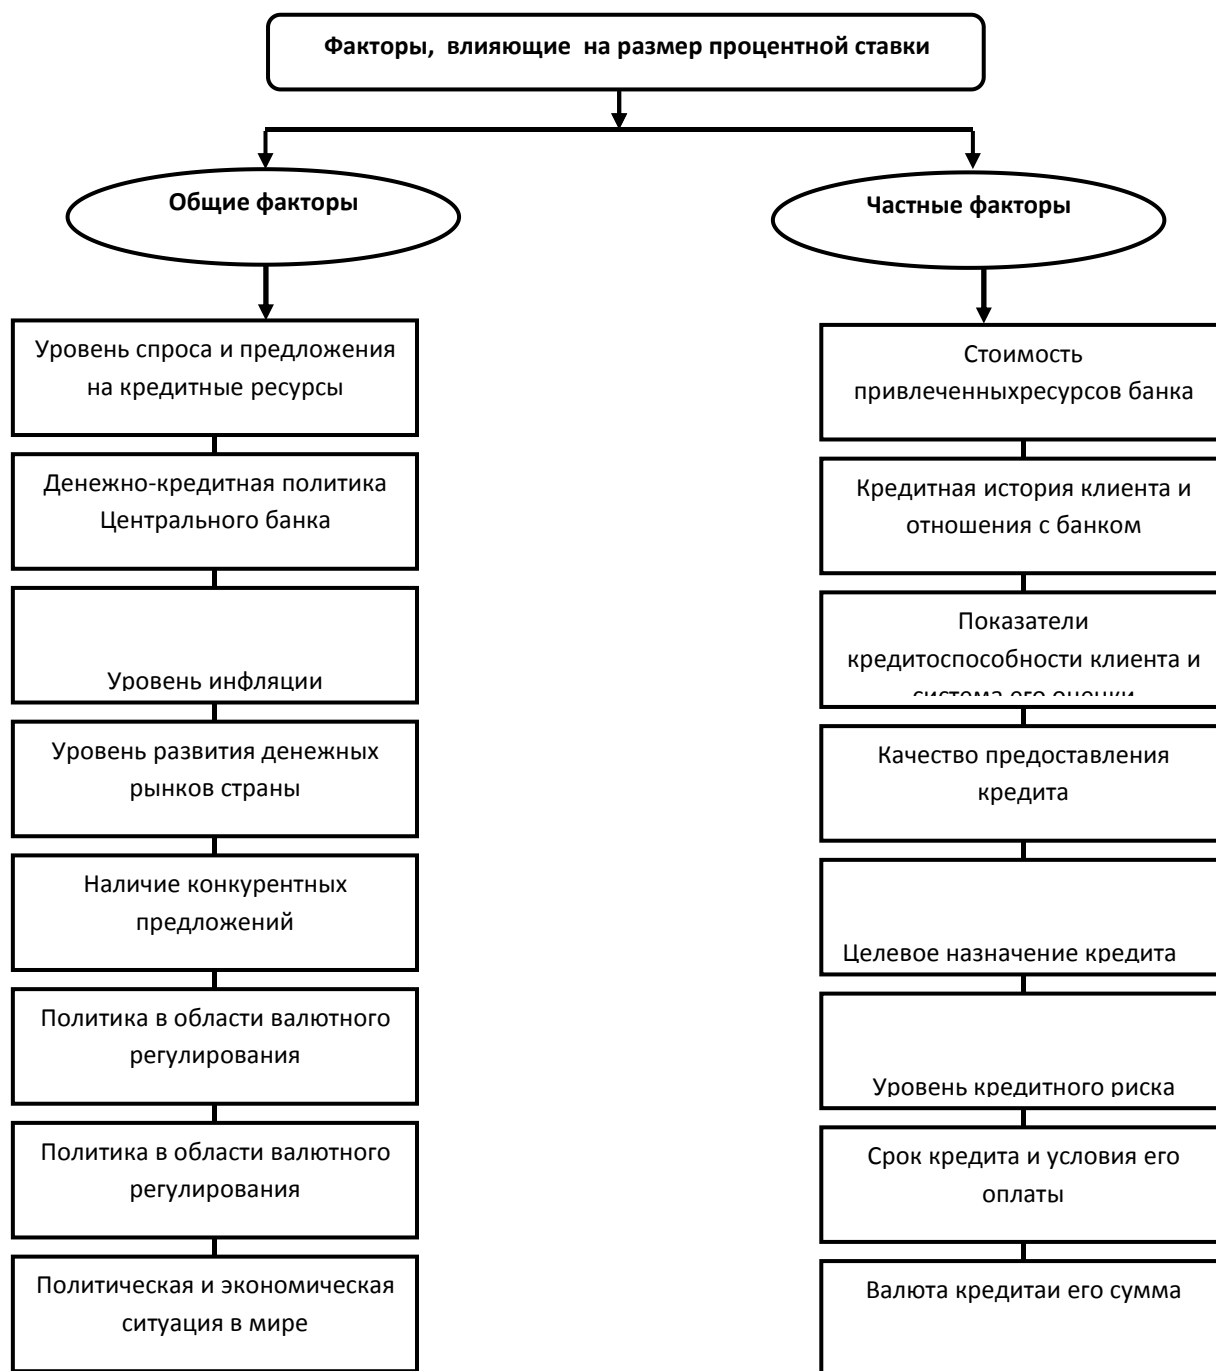 Факторы,  влияющие  на размер процентной ставки
Общие факторы
Уровень спроса и предложения
на кредитные ресурсы
Денежно-кредитная политика
Центрального банка
Уровень инфляции
Уровень развития денежных
рынков страны
Наличие конкурентных
предложений
Политика в области валютного
регулирования
Политика в области валютного
регулирования
Политическая и экономическая
ситуация в мире
Частные факторы
Стоимость
привлеченныхресурсов банка
Кредитная история клиента и
отношения с банком
Показатели
кредитоспособности клиента и
система его оценки
Качество предоставления
кредита
Целевое назначение кредита
Уровень кредитного риска
Срок кредита и условия его
оплаты
Валюта кредитаи его сумма